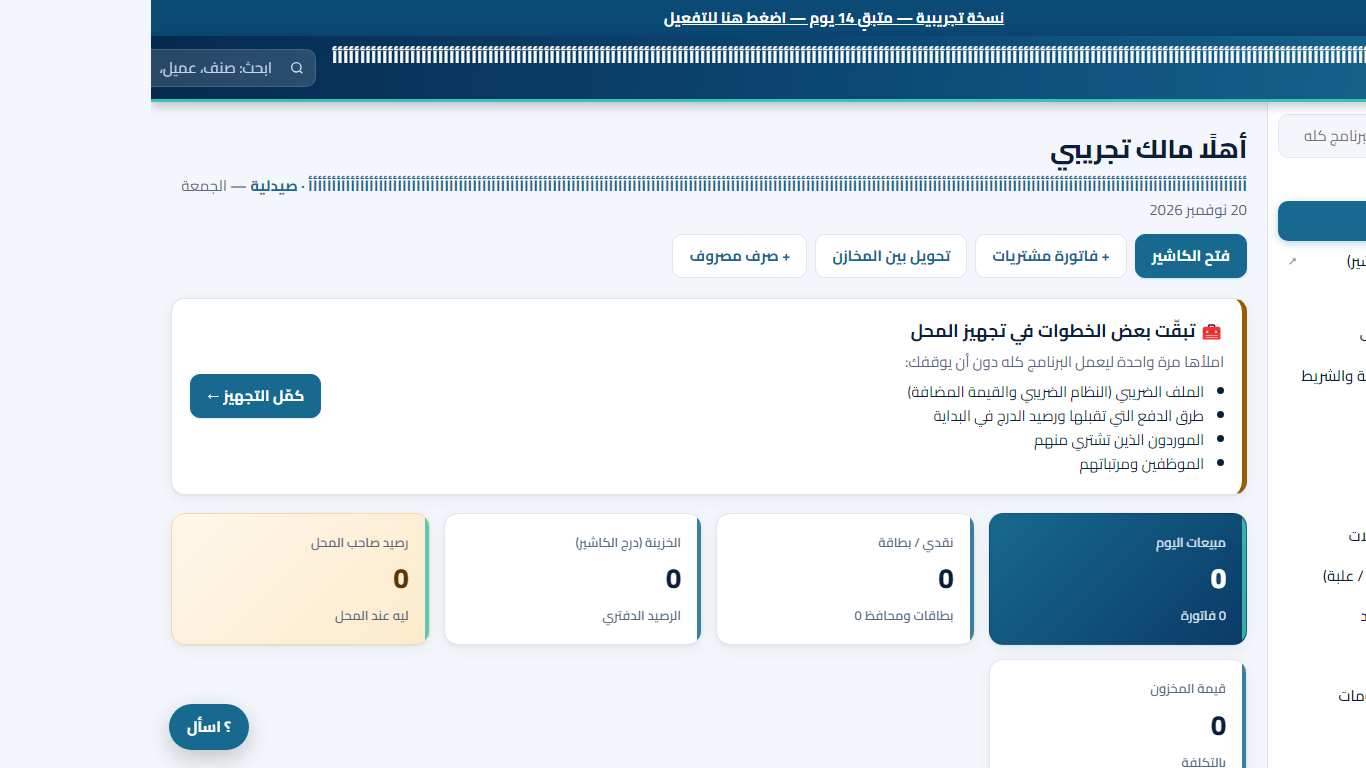 نسخة تجريبية — متبقٍ 14 يوم — اضغط هنا للتفعيل
ابحث: صنف، عميل،
أهلًا مالك تجريبي
· صيدلية — الجمعة
20 نوفمبر 2026
فتح الكاشير
+ فاتورة مشتريات
تحويل بين المخازن
+ صرف مصروف
🧰 تبقّت بعض الخطوات في تجهيز المحل
املأها مرة واحدة ليعمل البرنامج كله دون أن يوقفك:
الملف الضريبي (النظام الضريبي والقيمة المضافة)
طرق الدفع التي تقبلها ورصيد الدرج في البداية
الموردون الذين تشتري منهم
الموظفين ومرتباتهم
كمّل التجهيز ←
مبيعات اليوم
0
0 فاتورة
نقدي / بطاقة
0
بطاقات ومحافظ 0
الخزينة (درج الكاشير)
0
الرصيد الدفتري
رصيد صاحب المحل
0
ليه عند المحل
قيمة المخزون
0
بالتكلفة
؟ اسأل
كله
ة والشريط
/ علبة)